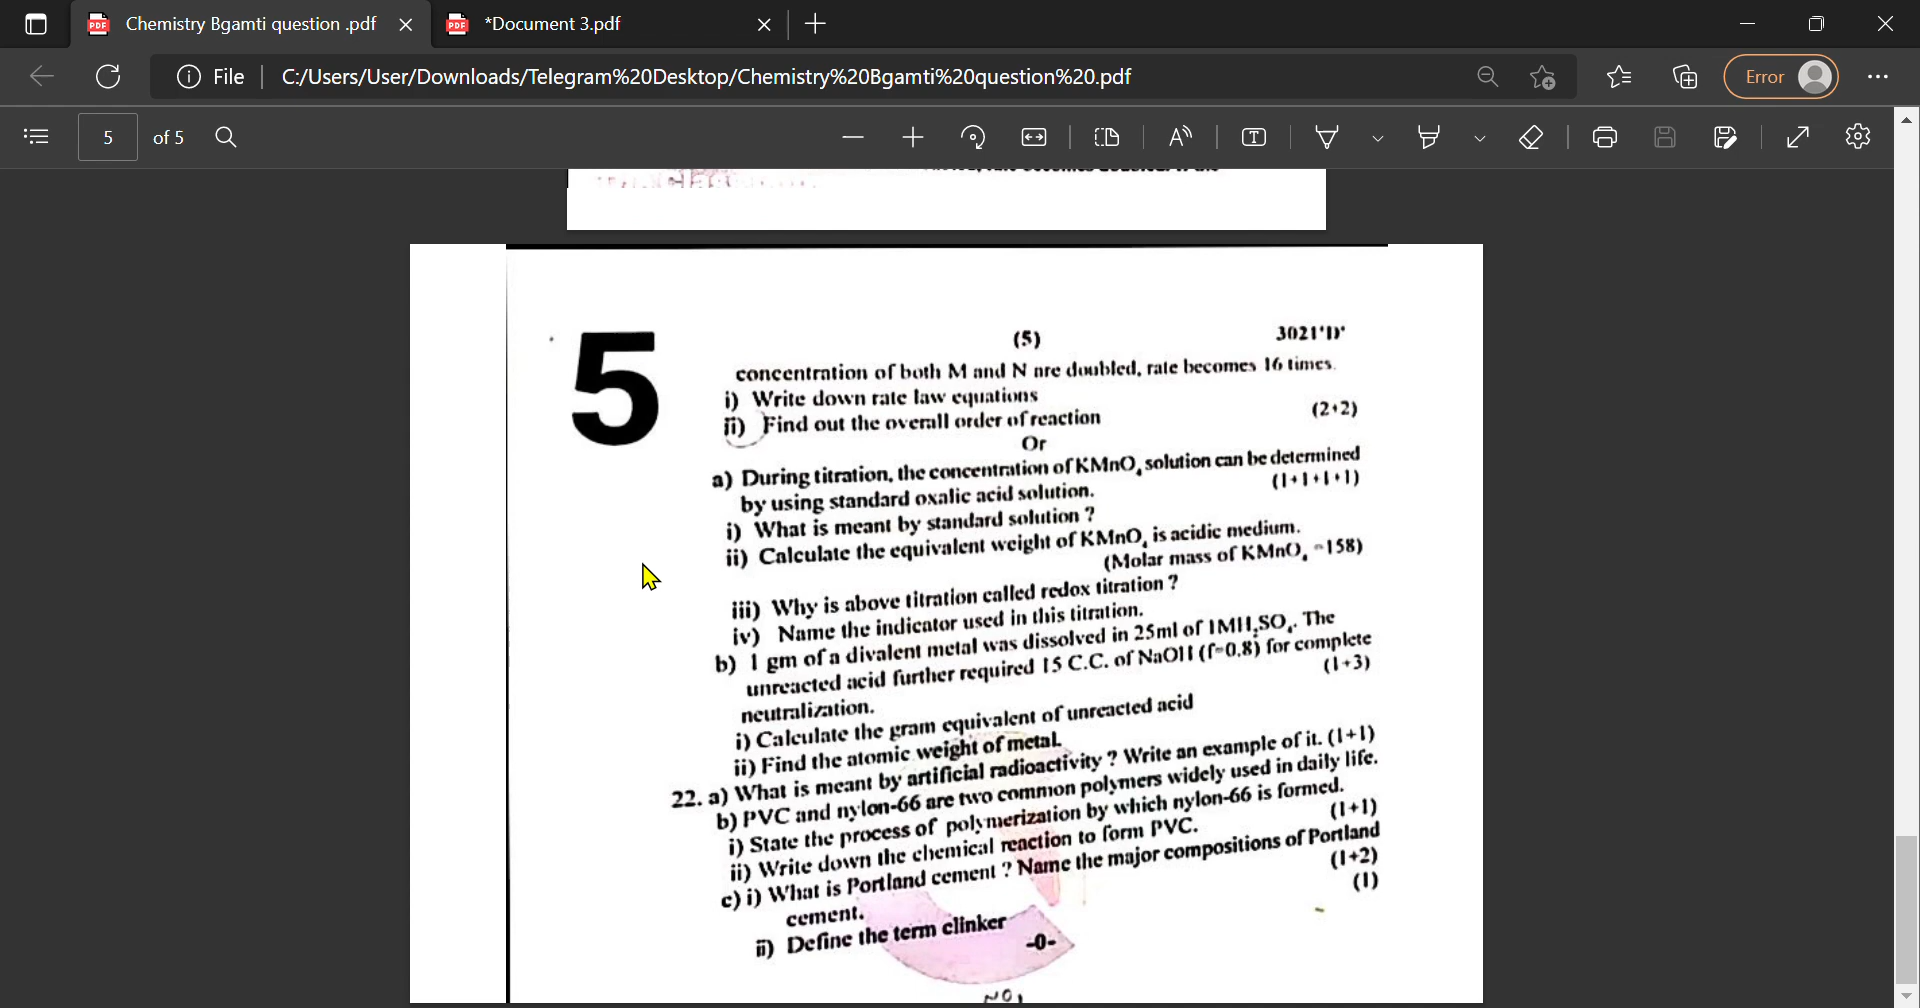 Chemistry Bgamti question .pdf
*Document 3.pdf
File
C:/Users/User/Downloads/Telegram%20Desktop/Chemistry%20Bgamti%20question%20.pdf
Error
5 of 5
5
(5)
3021'D'
concentration of both M and N are doubled, rate becomes 16 times.
i) Write down rate law equations
ii) Find out the overall order of reaction
(2+2)
Or
a) During titration, the concentration of KMnO₄ solution can be determined
by using standard oxalic acid solution.
(1+1+1+1)
i) What is meant by standard solution ?
ii) Calculate the equivalent weight of KMnO₄ is acidic medium.
(Molar mass of KMnO₄ =158)
iii) Why is above titration called redox titration ?
iv) Name the indicator used in this titration.
b) 1 gm of a divalent metal was dissolved in 25ml of 1MH₂SO₄. The
unreacted acid further required 15 C.C. of NaOH (f=0.8) for complete
neutralization.
(1+3)
i) Calculate the gram equivalent of unreacted acid
ii) Find the atomic weight of metal.
22. a) What is meant by artificial radioactivity ? Write an example of it. (1+1)
b) PVC and nylon-66 are two common polymers widely used in daily life.
i) State the process of polymerization by which nylon-66 is formed.
ii) Write down the chemical reaction to form PVC.
(1+1)
c) i) What is Portland cement ? Name the major compositions of Portland
cement.
(1+2)
ii) Define the term clinker
(1)
-0-